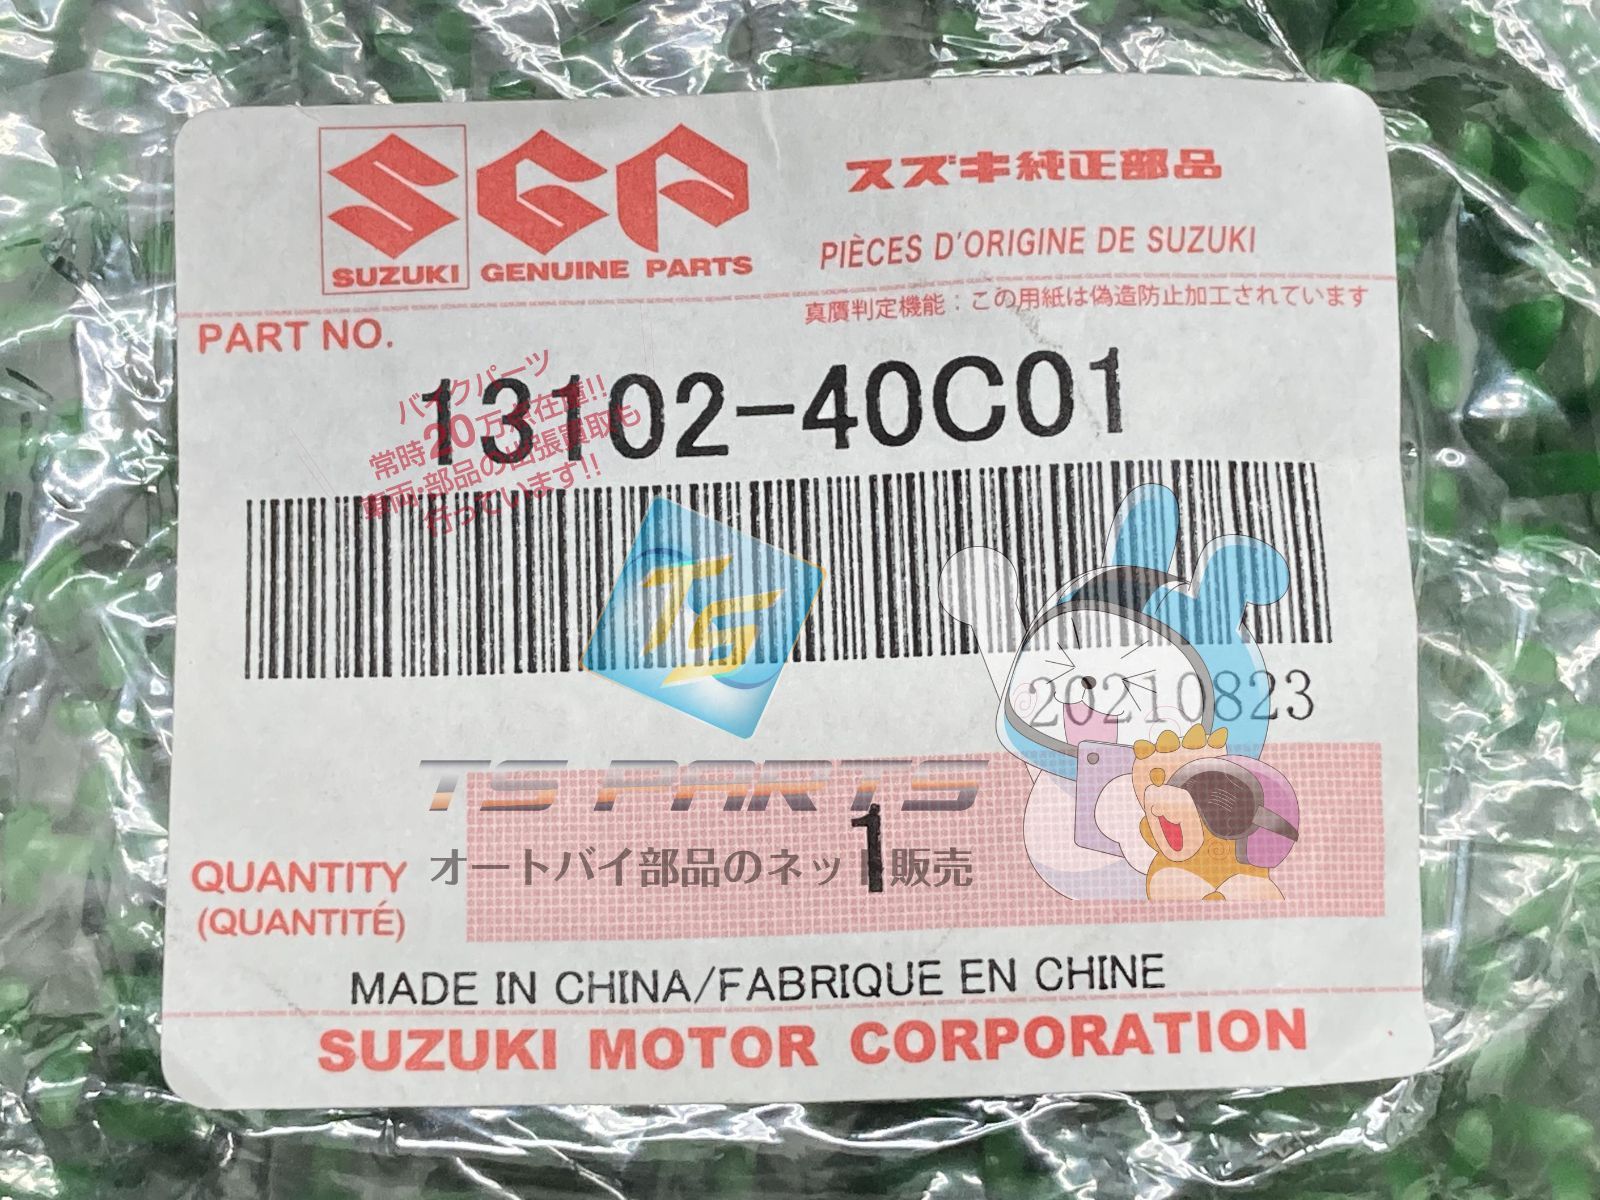 SUZUKI
SGP
GENUINE PARTS
スズキ純正部品
PIÈCES D'ORIGINE DE SUZUKI
真贋判定機能：この用紙は偽造防止加工されています
PART NO.
13102-40C01
バイクパーツ
常時20万点在庫!!
車両・部品の出張買取も
行っています!!
TS
20210823
TS PARTS
オートバイ部品のネット販売
QUANTITY
(QUANTITÉ)
1
MADE IN CHINA/FABRIQUE EN CHINE
SUZUKI MOTOR CORPORATION